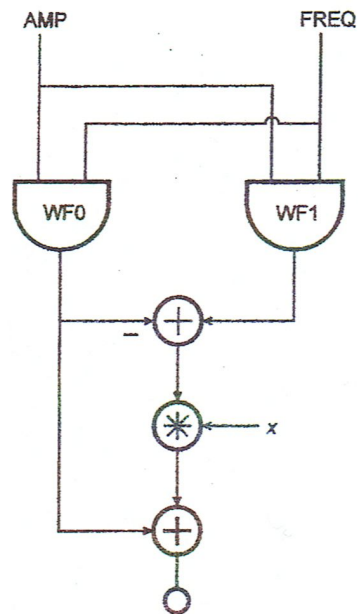 AMP FREQ
WF0 WF1
− +
* x
+